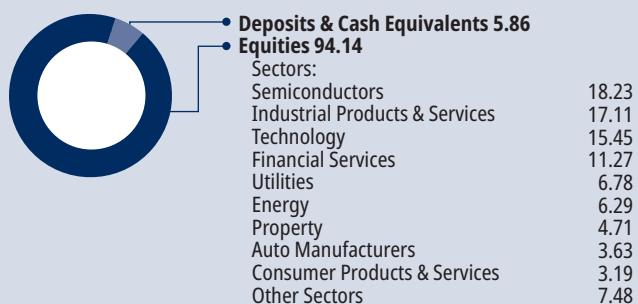 Deposits & Cash Equivalents 5.86
Equities 94.14
Sectors:
Semiconductors 18.23
Industrial Products & Services 17.11
Technology 15.45
Financial Services 11.27
Utilities 6.78
Energy 6.29
Property 4.71
Auto Manufacturers 3.63
Consumer Products & Services 3.19
Other Sectors 7.48